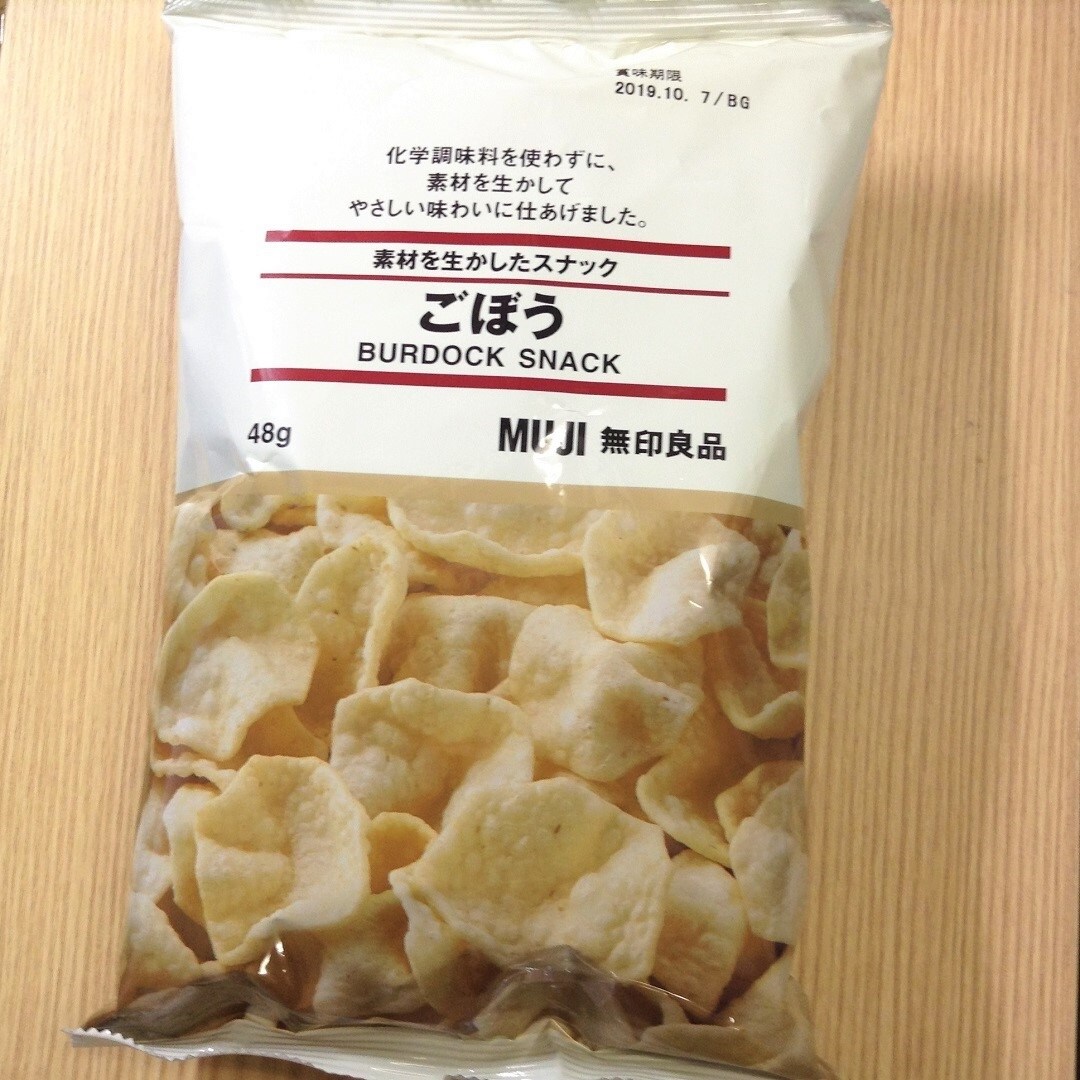 賞味期限
2019.10. 7/BG
化学調味料を使わずに、
素材を生かして
やさしい味わいに仕あげました。
素材を生かしたスナック
ごぼう
BURDOCK SNACK
48g
MUJI 無印良品